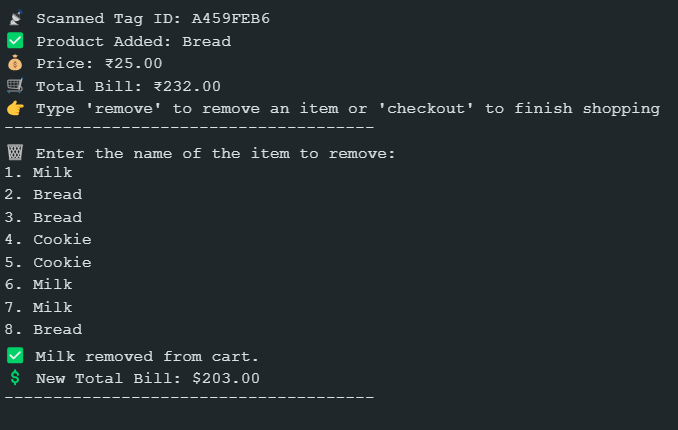 📡 Scanned Tag ID: A459FEB6
✅ Product Added: Bread
💰 Price: ₹25.00
🛒 Total Bill: ₹232.00
👉 Type 'remove' to remove an item or 'checkout' to finish shopping
--------------------------------------
🗑 Enter the name of the item to remove:
1. Milk
2. Bread
3. Bread
4. Cookie
5. Cookie
6. Milk
7. Milk
8. Bread
✅ Milk removed from cart.
💲 New Total Bill: $203.00
--------------------------------------